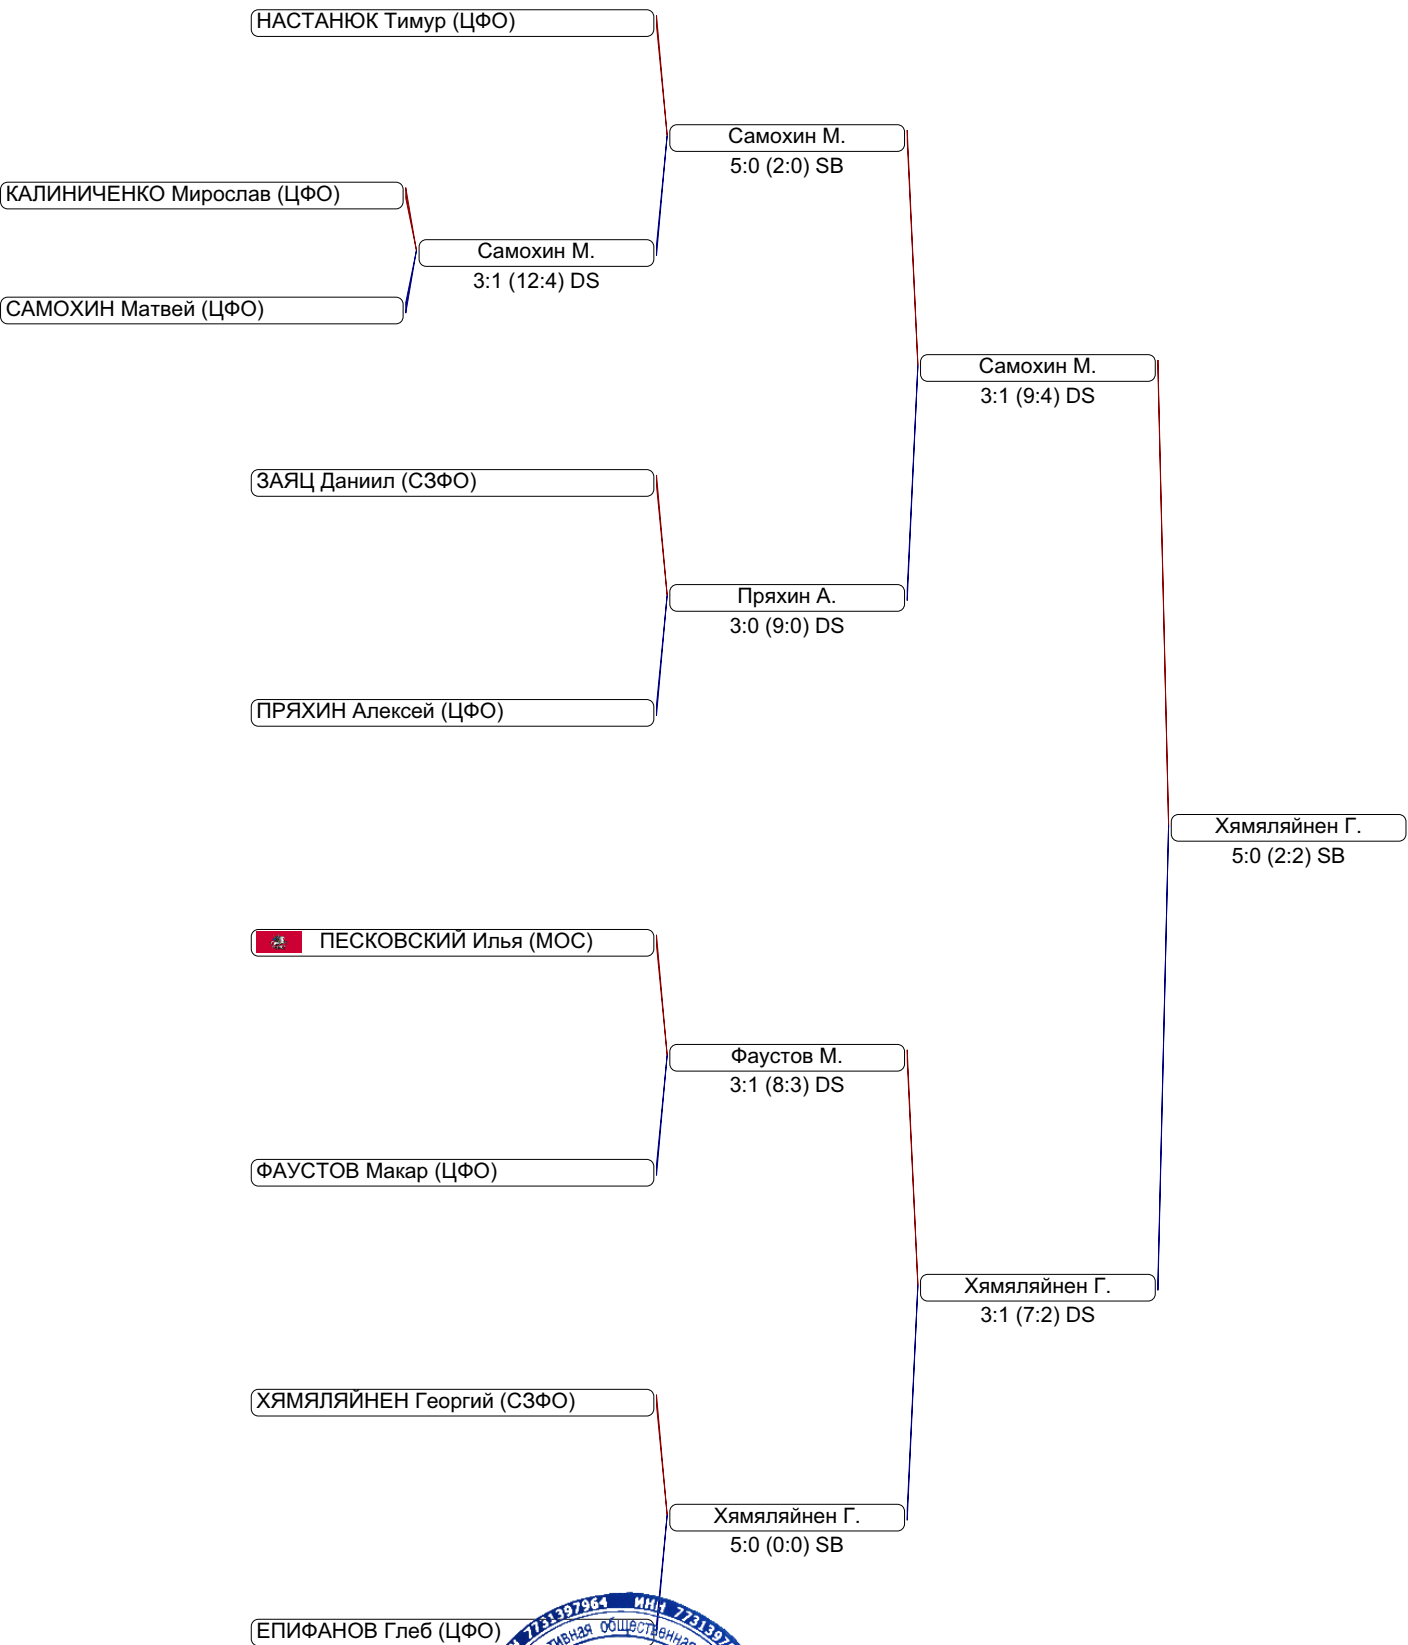 НАСТАНЮК Тимур (ЦФО)
Самохин М.
5:0 (2:0) SB
КАЛИНИЧЕНКО Мирослав (ЦФО)
Самохин М.
3:1 (12:4) DS
САМОХИН Матвей (ЦФО)
Самохин М.
3:1 (9:4) DS
ЗАЯЦ Даниил (СЗФО)
Пряхин А.
3:0 (9:0) DS
ПРЯХИН Алексей (ЦФО)
Хямяляйнен Г.
5:0 (2:2) SB
ПЕСКОВСКИЙ Илья (МОС)
Фаустов М.
3:1 (8:3) DS
ФАУСТОВ Макар (ЦФО)
Хямяляйнен Г.
3:1 (7:2) DS
ХЯМЯЛЯЙНЕН Георгий (СЗФО)
Хямяляйнен Г.
5:0 (0:0) SB
ЕПИФАНОВ Глеб (ЦФО)
7731397964 ИНН
общественная